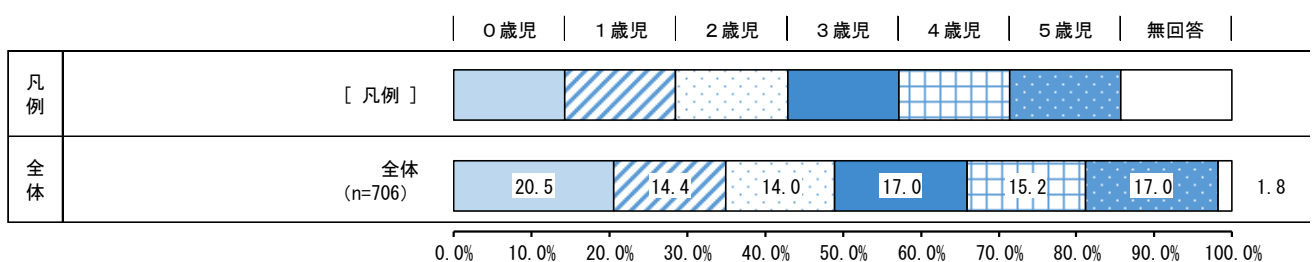 ０歳児 １歳児 ２歳児 ３歳児 ４歳児 ５歳児 無回答
凡例
[ 凡例 ]
全体
全体
(n=706)
20.5 14.4 14.0 17.0 15.2 17.0 1.8
0.0% 10.0% 20.0% 30.0% 40.0% 50.0% 60.0% 70.0% 80.0% 90.0% 100.0%